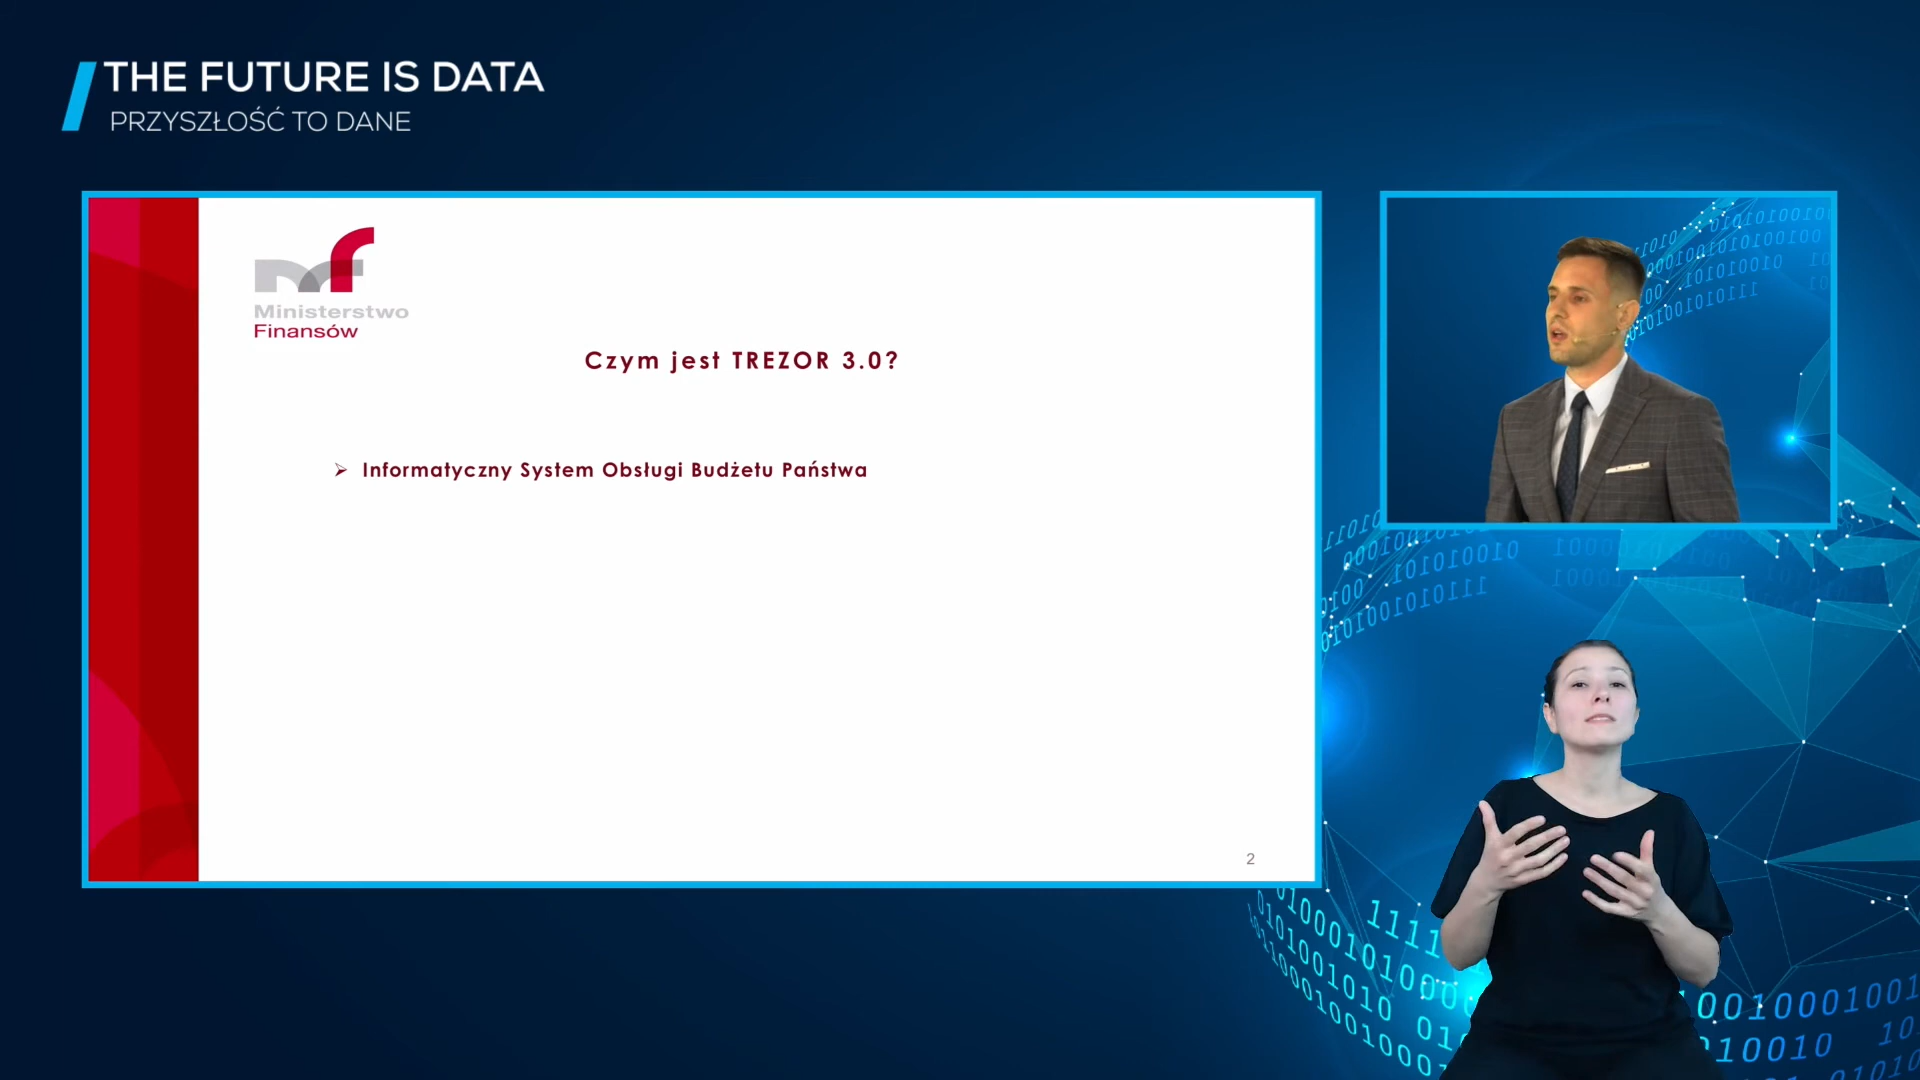 THE FUTURE IS DATA
PRZYSZŁOŚĆ TO DANE
Ministerstwo
Finansów
Czym jest TREZOR 3.0?
➢ Informatyczny System Obsługi Budżetu Państwa
2